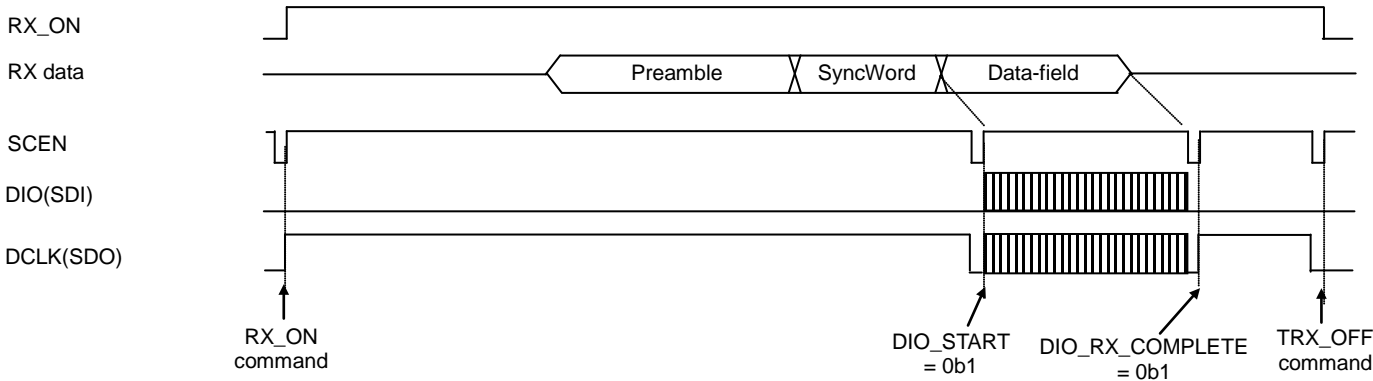 RX_ON
RX data
Preamble
SyncWord
Data-field
SCEN
DIO(SDI)
DCLK(SDO)
RX_ON
command
DIO_START
= 0b1
DIO_RX_COMPLETE
= 0b1
TRX_OFF
command